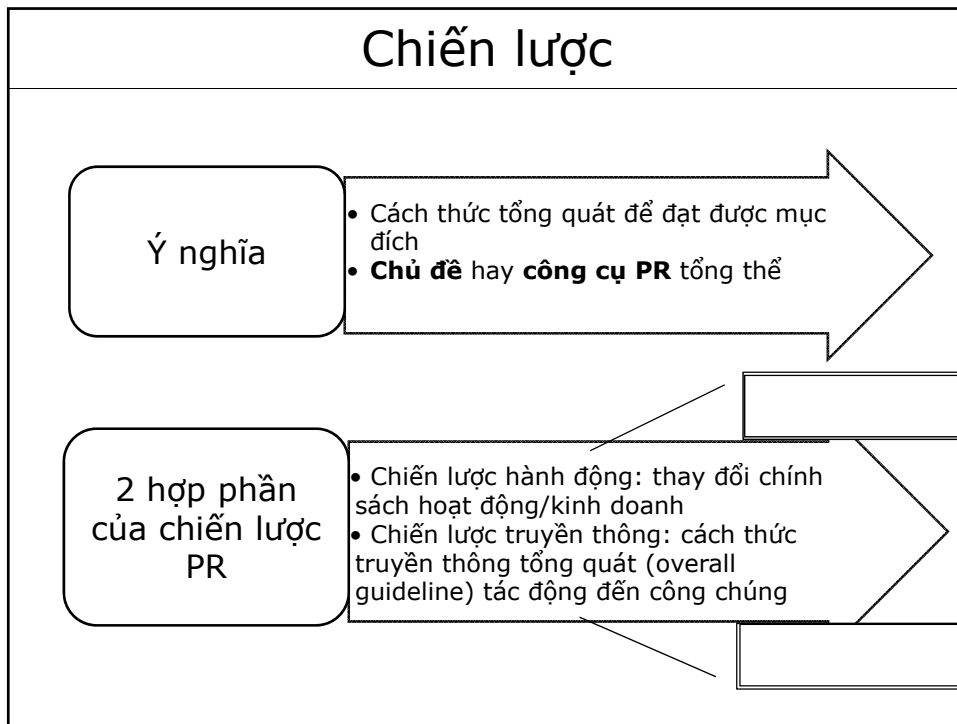 Chiến lược
Ý nghĩa
• Cách thức tổng quát để đạt được mục
đích
• Chủ đề hay công cụ PR tổng thể
2 hợp phần
của chiến lược
PR
• Chiến lược hành động: thay đổi chính
sách hoạt động/kinh doanh
• Chiến lược truyền thông: cách thức
truyền thông tổng quát (overall
guideline) tác động đến công chúng